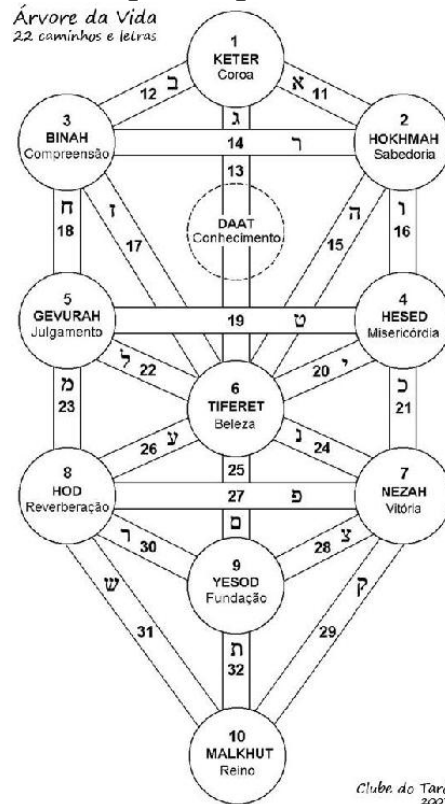 Árvore da Vida
22 caminhos e letras
1
KETER
Coroa
ב
12
א
11
ג
3
BINAH
Compreensão
14
ר
2
HOKHMAH
Sabedoria
13
ח
18
ז
17
DAAT
Conhecimento
ה
15
ו
16
5
GEVURAH
Julgamento
19
ט
4
HESED
Misericórdia
ל
22
י
20
מ
23
6
TIFERET
Beleza
כ
21
ע
26
נ
24
25
8
HOD
Reverberação
27
פ
7
NEZAH
Vitória
ם
ר
30
צ
28
9
YESOD
Fundação
ש
31
ק
29
ת
32
10
MALKHUT
Reino
Clube do Tar